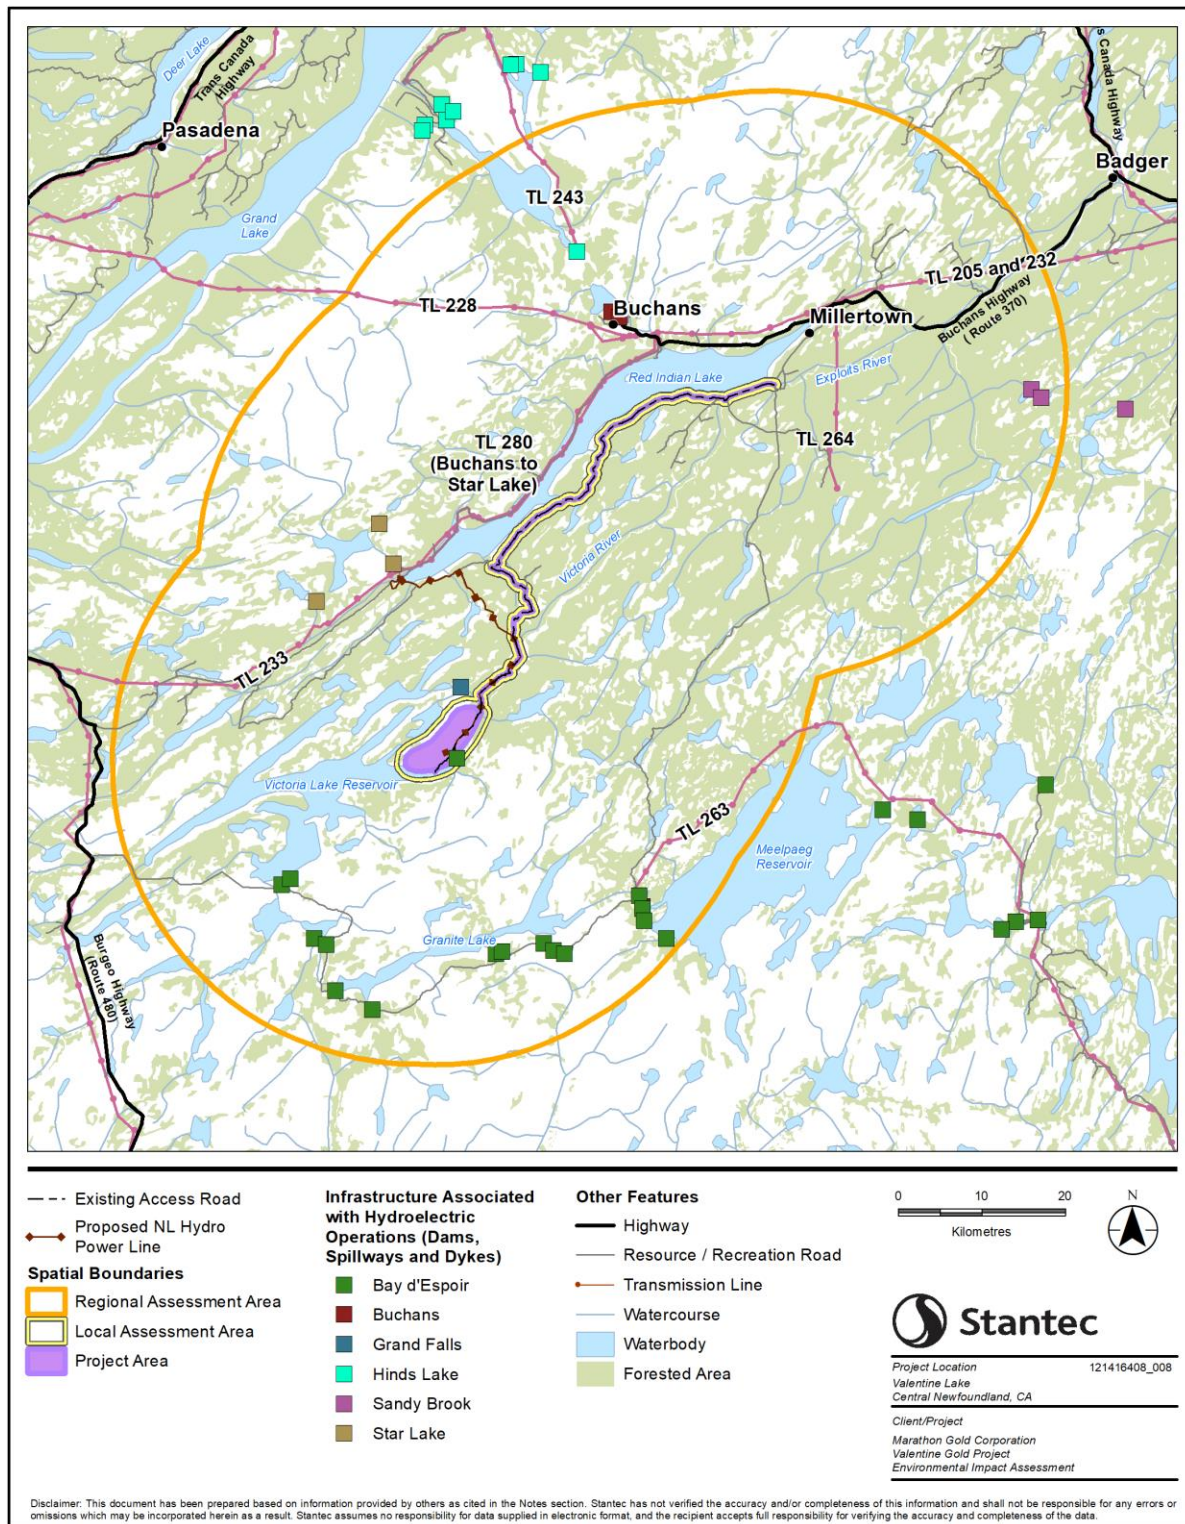 Deer Lake
Trans Canada
Highway
Pasadena
s Canada Highway
Badger
Grand
Lake
TL 243
TL 228
TL 205 and 232
Buchans
Millertown
Buchans Highway
( Route 370)
Red Indian Lake
Exploits River
TL 280
(Buchans to
Star Lake)
TL 264
Victoria River
TL 233
Victoria Lake Reservoir
TL 263
Meelpaeg
Reservoir
Granite Lake
Burgeo Highway
(Route 480)
Existing Access Road
Proposed NL Hydro
Power Line
Spatial Boundaries
Regional Assessment Area
Local Assessment Area
Project Area
Infrastructure Associated
with Hydroelectric
Operations (Dams,
Spillways and Dykes)
Bay d'Espoir
Buchans
Grand Falls
Hinds Lake
Sandy Brook
Star Lake
Other Features
Highway
Resource / Recreation Road
Transmission Line
Watercourse
Waterbody
Forested Area
0 10 20
Kilometres
N
Stantec
Project Location 121416408_008
Valentine Lake
Central Newfoundland, CA
Client/Project
Marathon Gold Corporation
Valentine Gold Project
Environmental Impact Assessment
Disclaimer: This document has been prepared based on information provided by others as cited in the Notes section. Stantec has not verified the accuracy and/or completeness of this information and shall not be responsible for any errors or
omissions which may be incorporated herein as a result. Stantec assumes no responsibility for data supplied in electronic format, and the recipient accepts full responsibility for verifying the accuracy and completeness of the data.